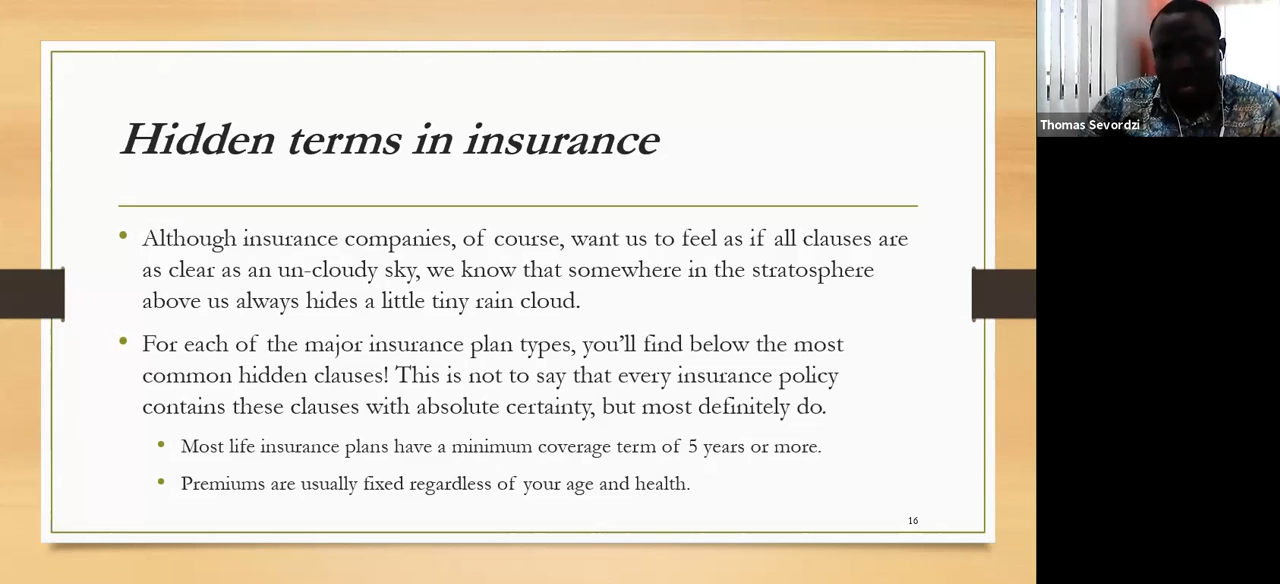 Hidden terms in insurance
Although insurance companies, of course, want us to feel as if all clauses are
as clear as an un-cloudy sky, we know that somewhere in the stratosphere
above us always hides a little tiny rain cloud.
For each of the major insurance plan types, you’ll find below the most
common hidden clauses! This is not to say that every insurance policy
contains these clauses with absolute certainty, but most definitely do.
Most life insurance plans have a minimum coverage term of 5 years or more.
Premiums are usually fixed regardless of your age and health.
16
Thomas Sevordzi